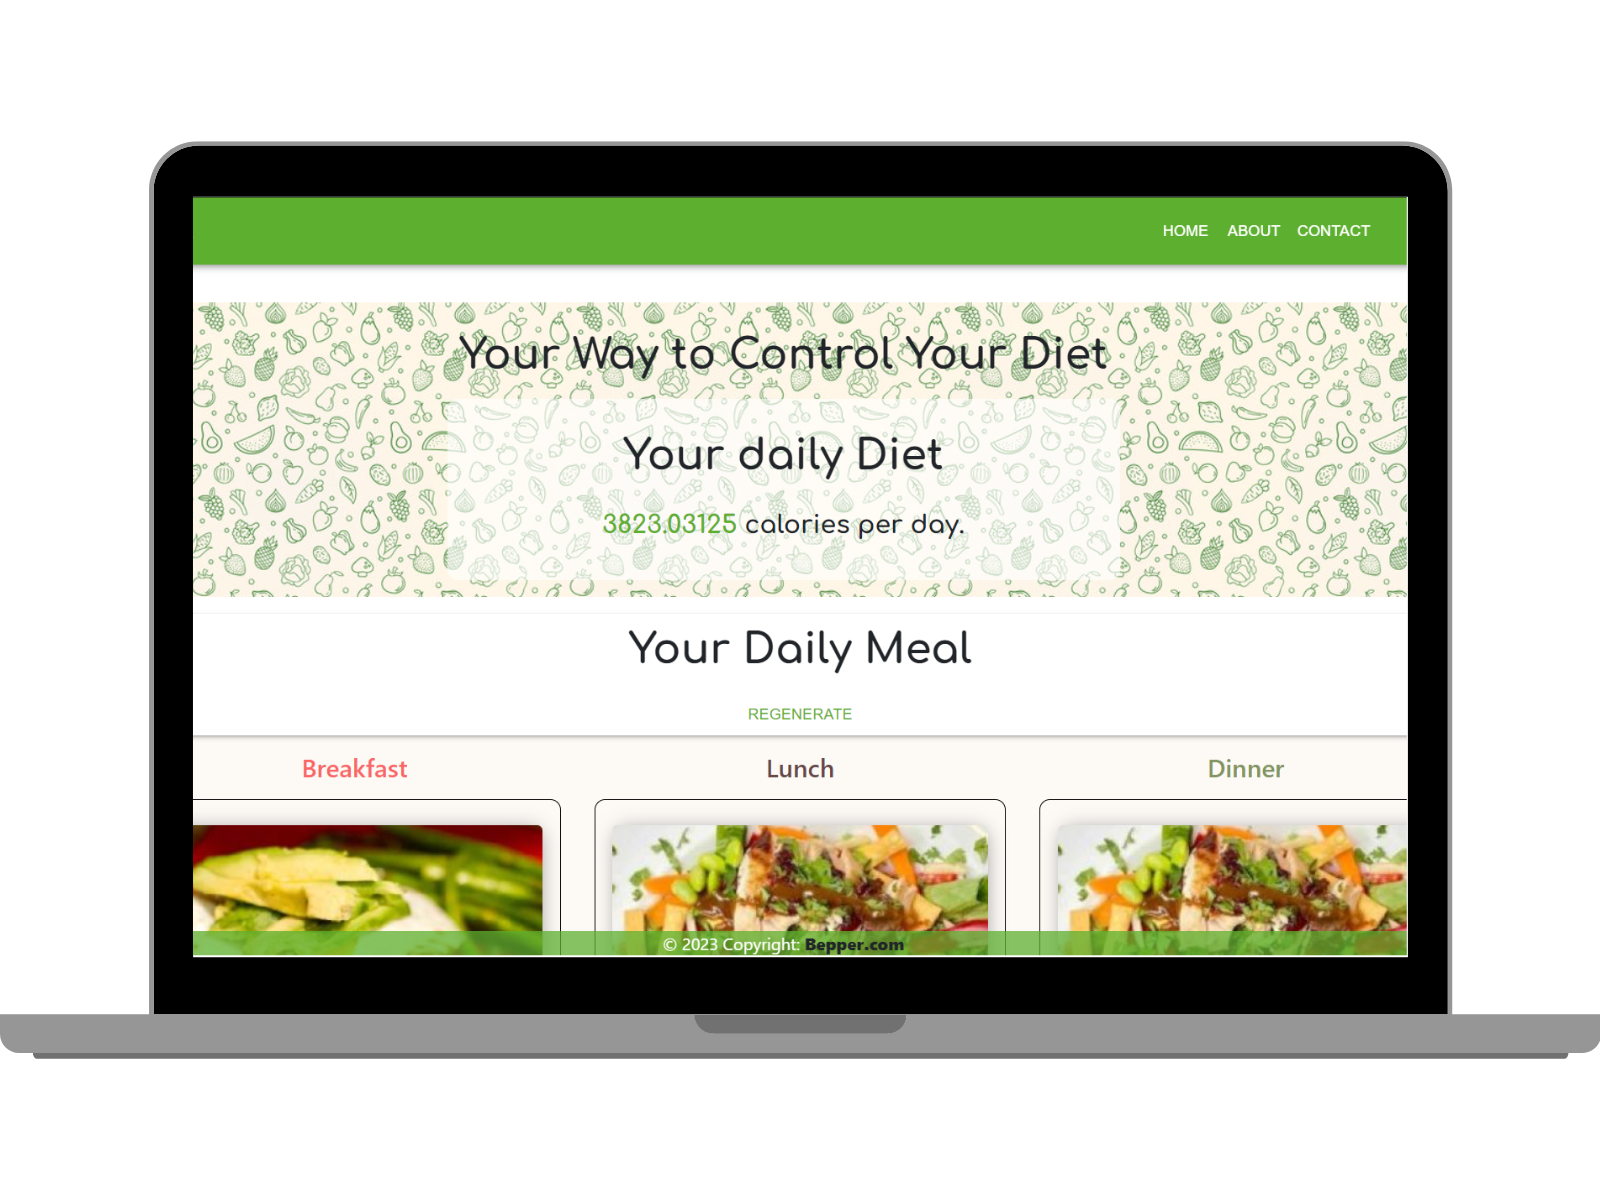 HOME ABOUT CONTACT
Your Way to Control Your Diet
Your daily Diet
3823.03125 calories per day.
Your Daily Meal
REGENERATE
Breakfast Lunch Dinner
© 2023 Copyright: Bepper.com